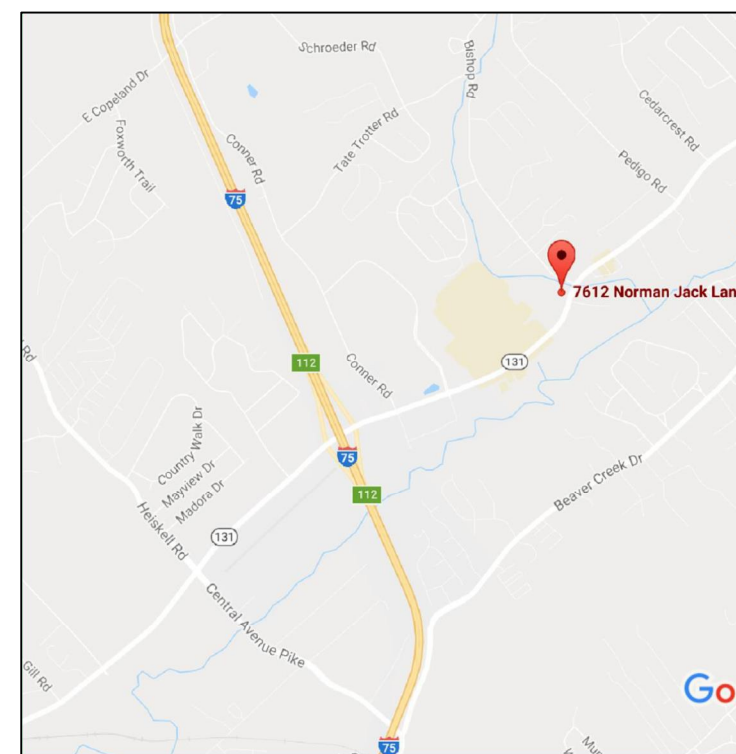 Schroeder Rd
Bishop Rd
E Copeland Dr
Cedarcrest Rd
Foxworth Trail
Conner Rd
Tate Trotter Rd
Pedigo Rd
75
7612 Norman Jack Lan
Rd
112
Conner Rd
131
Country Walk Dr
Mayview Dr
Madora Dr
75
Beaver Creek Dr
112
Heiskell Rd
131
Central Avenue Pike
Gill Rd
Go
75